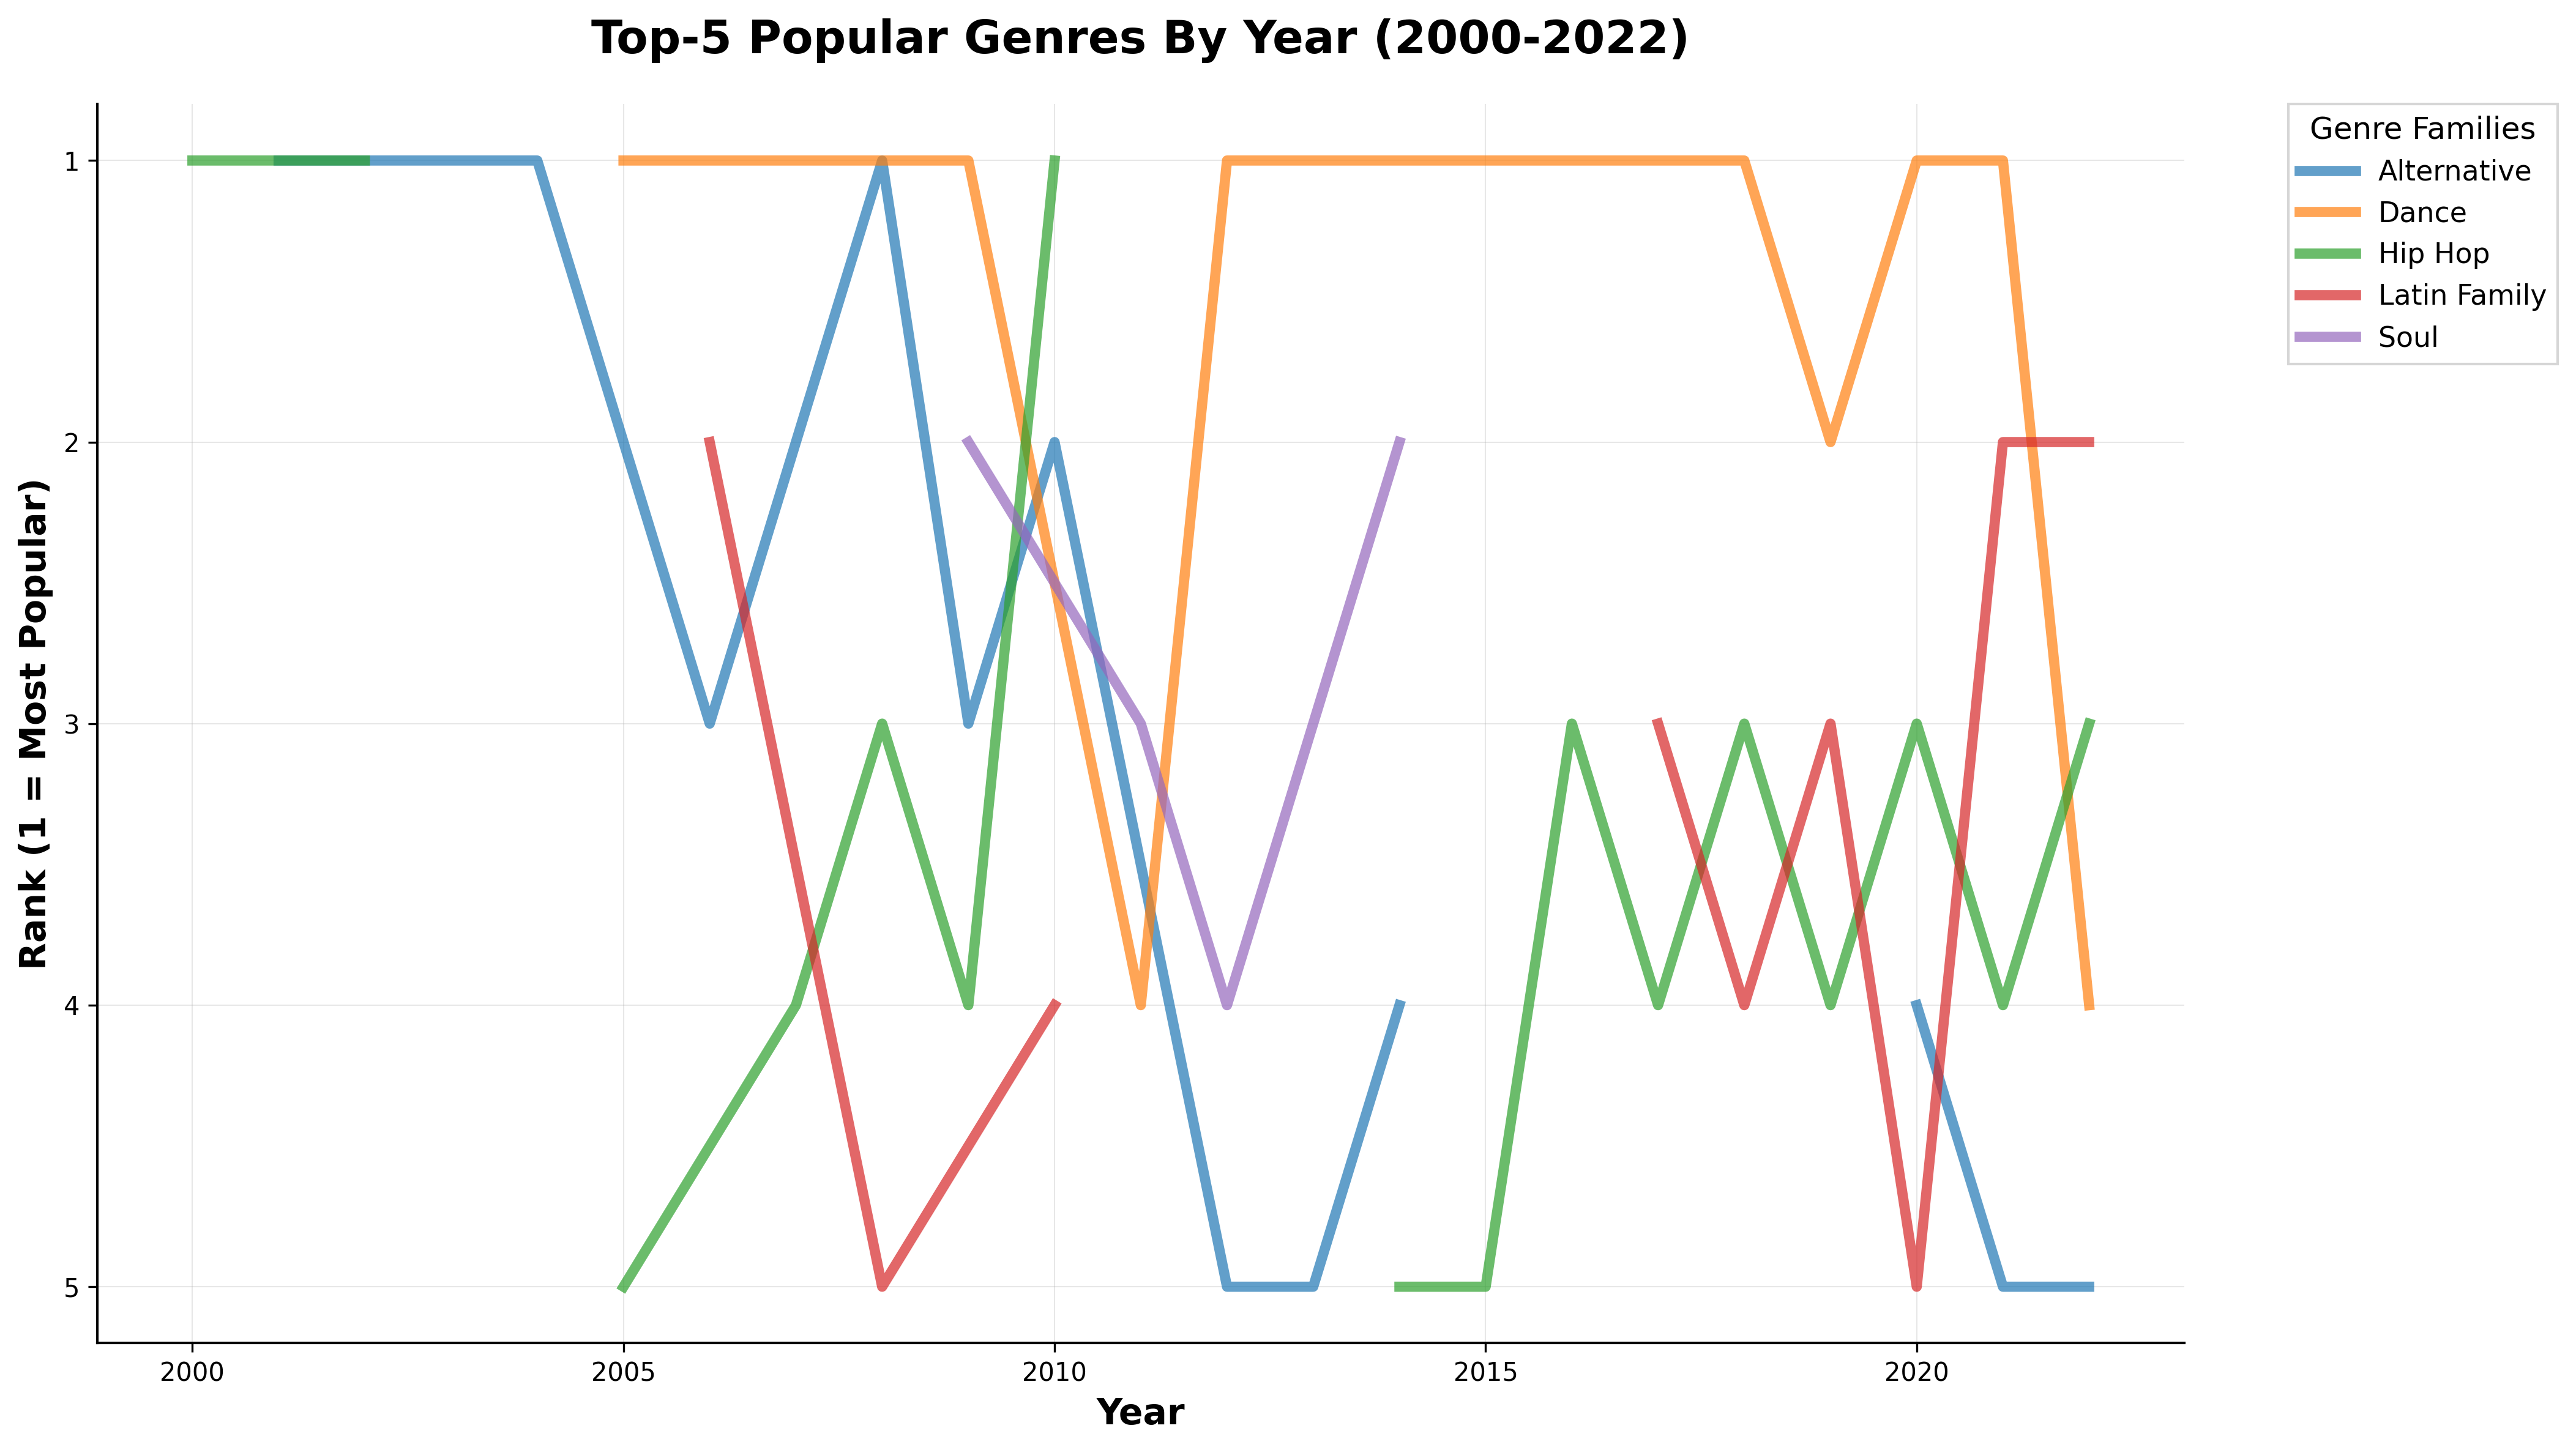 Top-5 Popular Genres By Year (2000-2022)
Genre Families
Alternative
Dance
Hip Hop
Latin Family
Soul
Rank (1 = Most Popular)
1
2
3
4
5
2000
2005
2010
2015
2020
Year